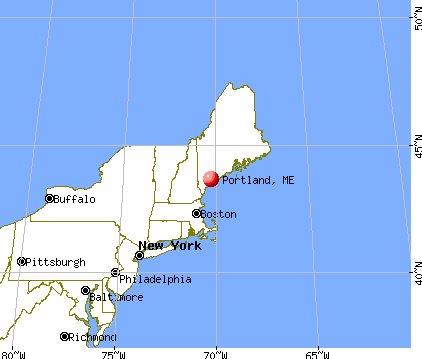 50°N
45°N
Portland, ME
Buffalo
Boston
New York
Pittsburgh
40°N
Philadelphia
Baltimore
Richmond
80°W
75°W
70°W
65°W